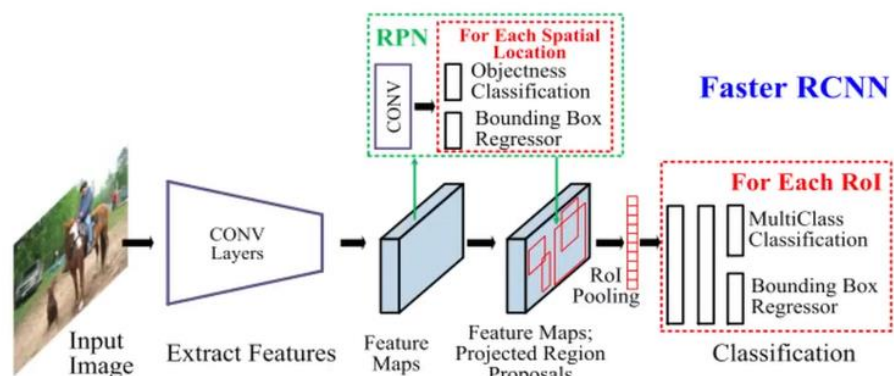 RPN
For Each Spatial
Location
CONV
Objectness
Classification
Bounding Box
Regressor
Faster RCNN
For Each RoI
MultiClass
Classification
Bounding Box
Regressor
CONV
Layers
RoI
Pooling
Input
Image
Extract Features
Feature
Maps
Feature Maps;
Projected Region
Proposals
Classification